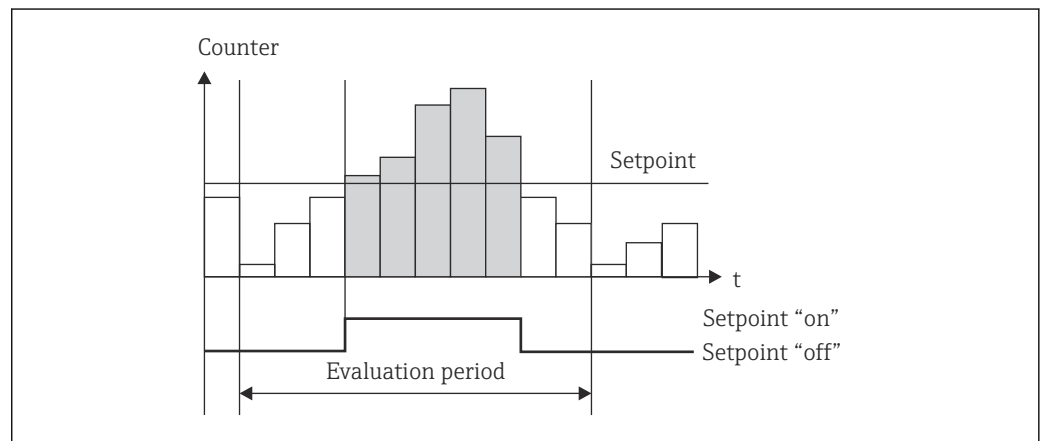 Counter
Setpoint
t
Setpoint “on”
Setpoint “off”
Evaluation period